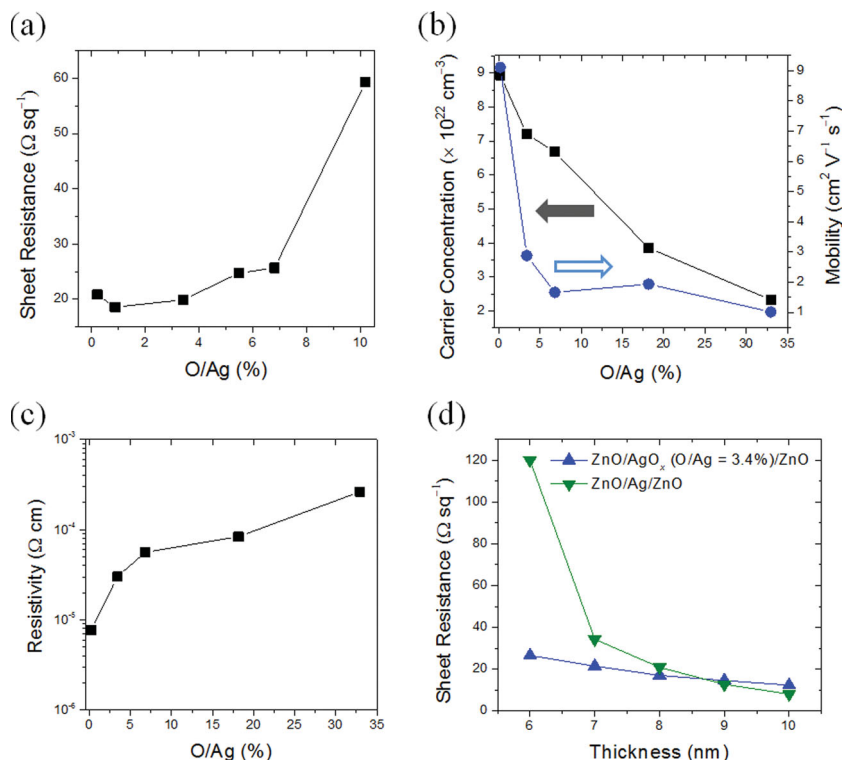 (a)
60
50
40
30
20
Sheet Resistance (Ω sq⁻¹)
0 2 4 6 8 10
O/Ag (%)
(b)
9
8
7
6
5
4
3
2
Carrier Concentration (× 10²² cm⁻³)
9
8
7
6
5
4
3
2
1
Mobility (cm² V⁻¹ s⁻¹)
0 5 10 15 20 25 30 35
O/Ag (%)
(c)
10⁻³
10⁻⁴
10⁻⁵
10⁻⁶
Resistivity (Ω cm)
0 5 10 15 20 25 30 35
O/Ag (%)
(d)
ZnO/AgOₓ (O/Ag = 3.4%)/ZnO
ZnO/Ag/ZnO
120
100
80
60
40
20
0
Sheet Resistance (Ω sq⁻¹)
6 7 8 9 10
Thickness (nm)